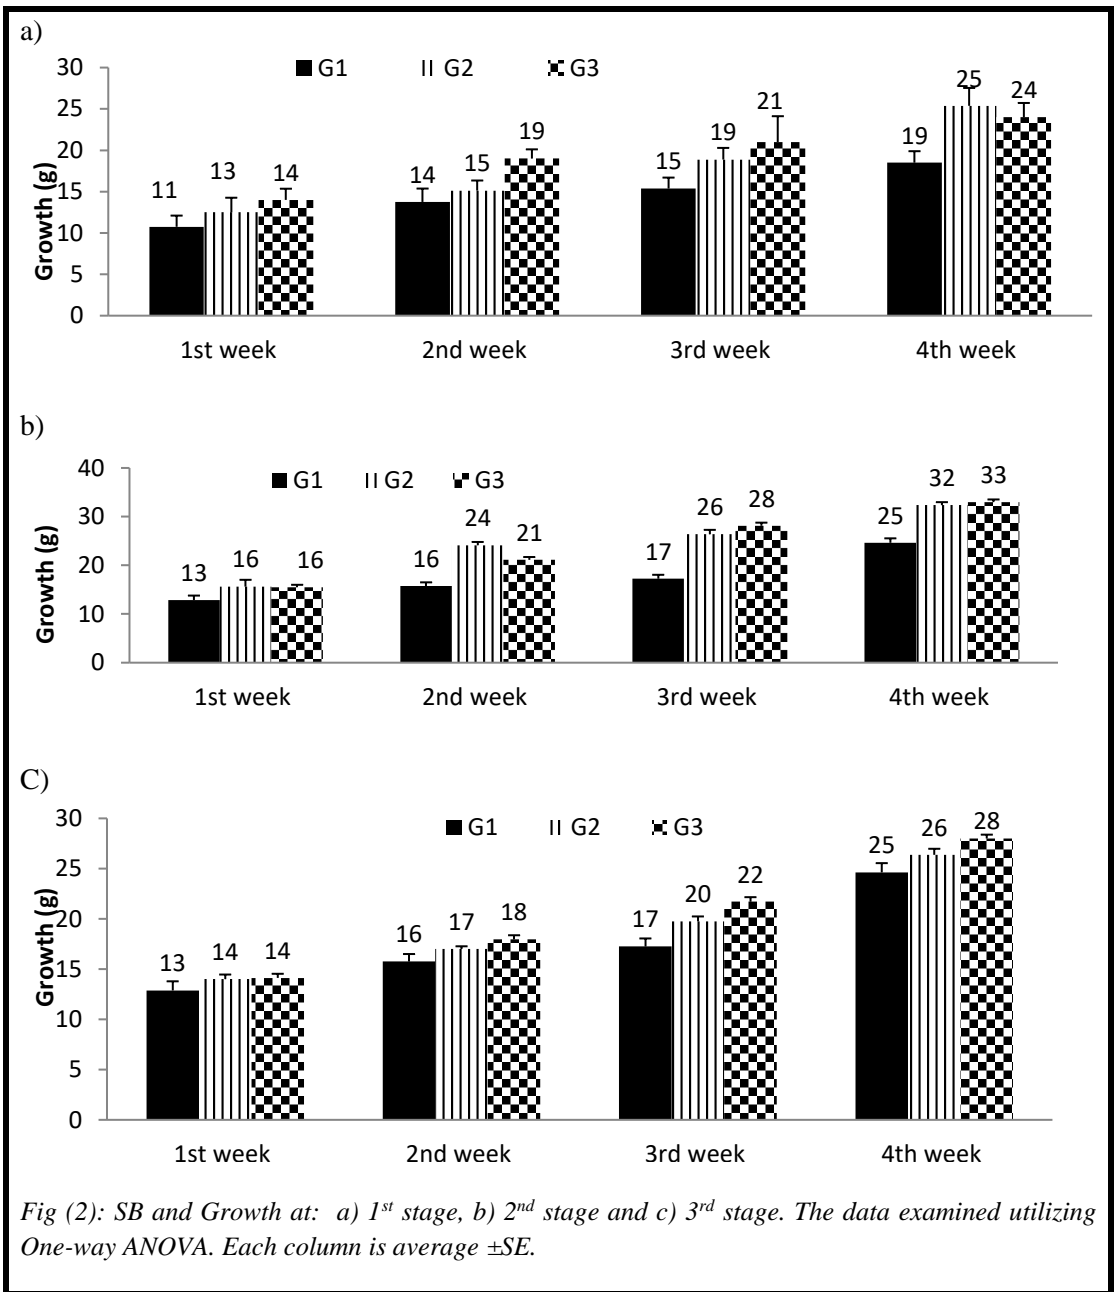 a)
G1 G2 G3
30
25
20
15
10
5
0
Growth (g)
11 13 14 14 15 19 15 19 21 19 25 24
1st week 2nd week 3rd week 4th week
b)
G1 G2 G3
40
30
20
10
0
Growth (g)
13 16 16 16 24 21 17 26 28 25 32 33
1st week 2nd week 3rd week 4th week
C)
G1 G2 G3
30
25
20
15
10
5
0
Growth (g)
13 14 14 16 17 18 17 20 22 25 26 28
1st week 2nd week 3rd week 4th week
Fig (2): SB and Growth at: a) 1st stage, b) 2nd stage and c) 3rd stage. The data examined utilizing
One-way ANOVA. Each column is average ±SE.